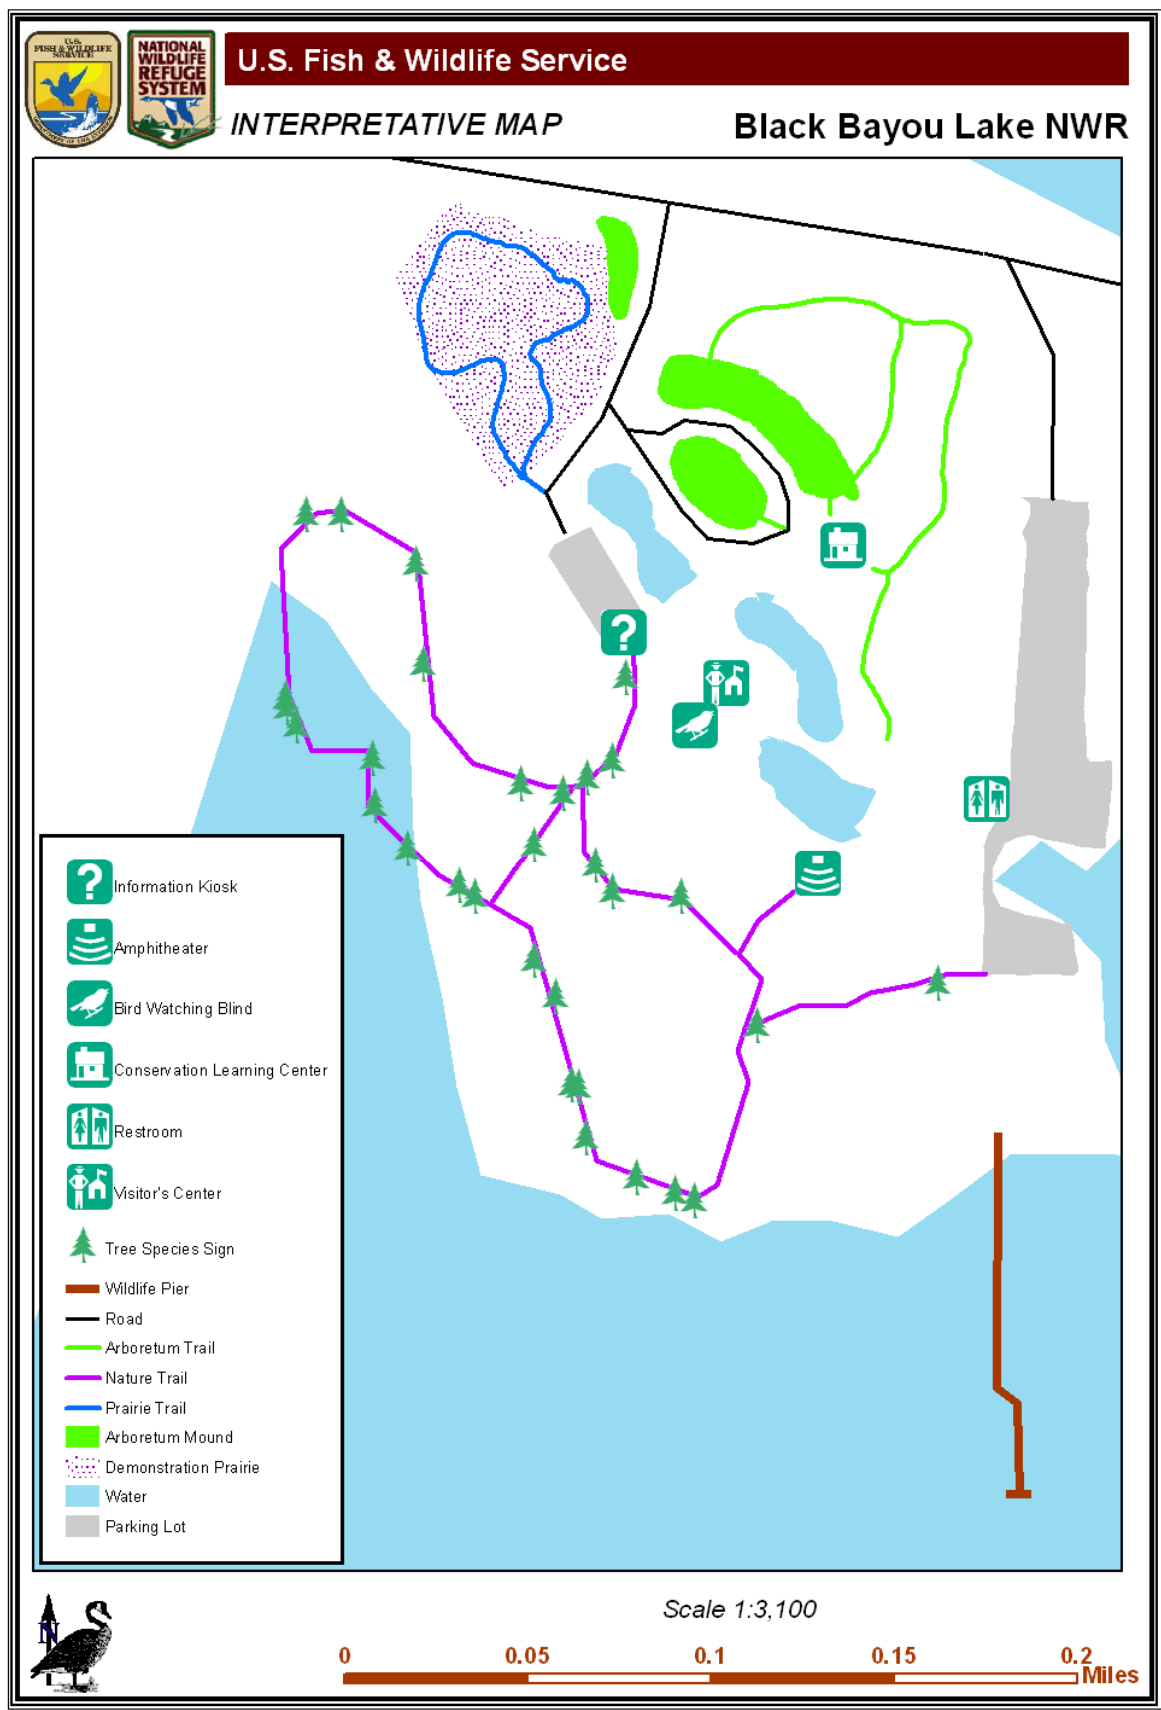 U.S.
FISH & WILDLIFE
SERVICE
NATIONAL
WILDLIFE
REFUGE
SYSTEM
U.S. Fish & Wildlife Service
INTERPRETATIVE MAP
Black Bayou Lake NWR
?
?
Information Kiosk
Amphitheater
Bird Watching Blind
Conservation Learning Center
Restroom
Visitor's Center
Tree Species Sign
Wildlife Pier
Road
Arboretum Trail
Nature Trail
Prairie Trail
Arboretum Mound
Demonstration Prairie
Water
Parking Lot
N
Scale 1:3,100
0 0.05 0.1 0.15 0.2
Miles